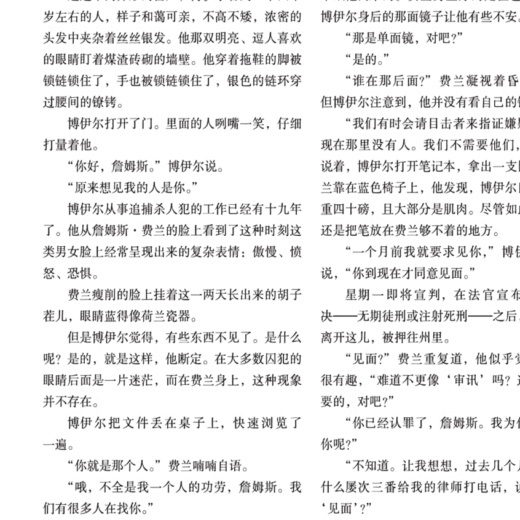 岁左右的人，样子和蔼可亲，不高不矮，浓密的
头发中夹杂着丝丝银发。他那双明亮、逗人喜欢
的眼睛盯着煤渣砖砌的墙壁。他穿着拖鞋的脚被
锁链锁住了，手也被锁链锁住了，银色的链环穿
过腰间的镣铐。
博伊尔打开了门。里面的人咧嘴一笑，仔细
打量着他。
“你好，詹姆斯。”博伊尔说。
“原来想见我的人是你。”
博伊尔从事追捕杀人犯的工作已经有十九年
了。他从詹姆斯·费兰的脸上看到了这种时刻这
类男女脸上经常呈现出来的复杂表情：傲慢、愤
怒、恐惧。
费兰瘦削的脸上挂着这一两天长出来的胡子
茬儿，眼睛蓝得像荷兰瓷器。
但是博伊尔觉得，有些东西不见了。是什么
呢？是的，就是这样，他断定。在大多数囚犯的
眼睛后面是一片迷茫，而在费兰身上，这种现象
并不存在。
博伊尔把文件丢在桌子上，快速浏览了
一遍。
“你就是那个人。”费兰喃喃自语。
“哦，不全是我一个人的功劳，詹姆斯。我
们有很多人在找你。”
博伊尔身后的那面镜子让他有些不安。
“那是单面镜，对吧？”
“是的。”
“谁在那后面？”费兰凝视着昏
但博伊尔注意到，他并没有看自己的
“我们有时会请目击者来指证嫌
现在那里没有人。我们不需要他们，
说着，博伊尔打开笔记本，拿出一支
兰靠在蓝色椅子上，他发现，博伊尔
重四十磅，且大部分是肌肉。尽管如
还是把笔放在费兰够不着的地方。
“一个月前我就要求见你，”博
说，“你到现在才同意见面。”
星期一即将宣判，在法官宣布
决——无期徒刑或注射死刑——之后，
离开这儿，被押往州里。
“见面？”费兰重复道，他似乎
很有趣，“难道不更像‘审讯’吗？
要的，对吧？”
“你已经认罪了，詹姆斯。我为
你呢？”
“不知道。让我想想，过去几个
什么屡次三番给我的律师打电话，
‘见面’？”